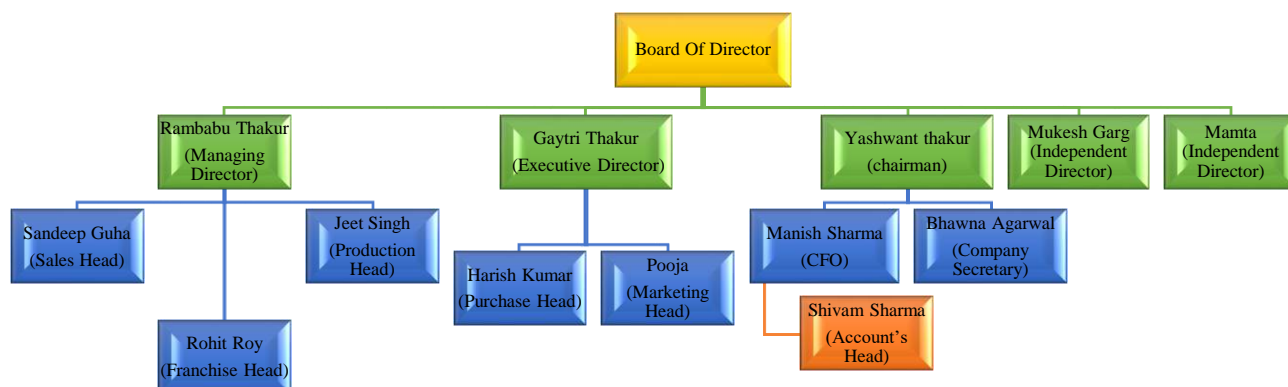 Board Of Director
Rambabu Thakur
(Managing
Director)
Gaytri Thakur
(Executive Director)
Yashwant thakur
(chairman)
Mukesh Garg
(Independent
Director)
Mamta
(Independent
Director)
Sandeep Guha
(Sales Head)
Jeet Singh
(Production
Head)
Harish Kumar
(Purchase Head)
Pooja
(Marketing
Head)
Manish Sharma
(CFO)
Bhawna Agarwal
(Company
Secretary)
Rohit Roy
(Franchise Head)
Shivam Sharma
(Account’s
Head)